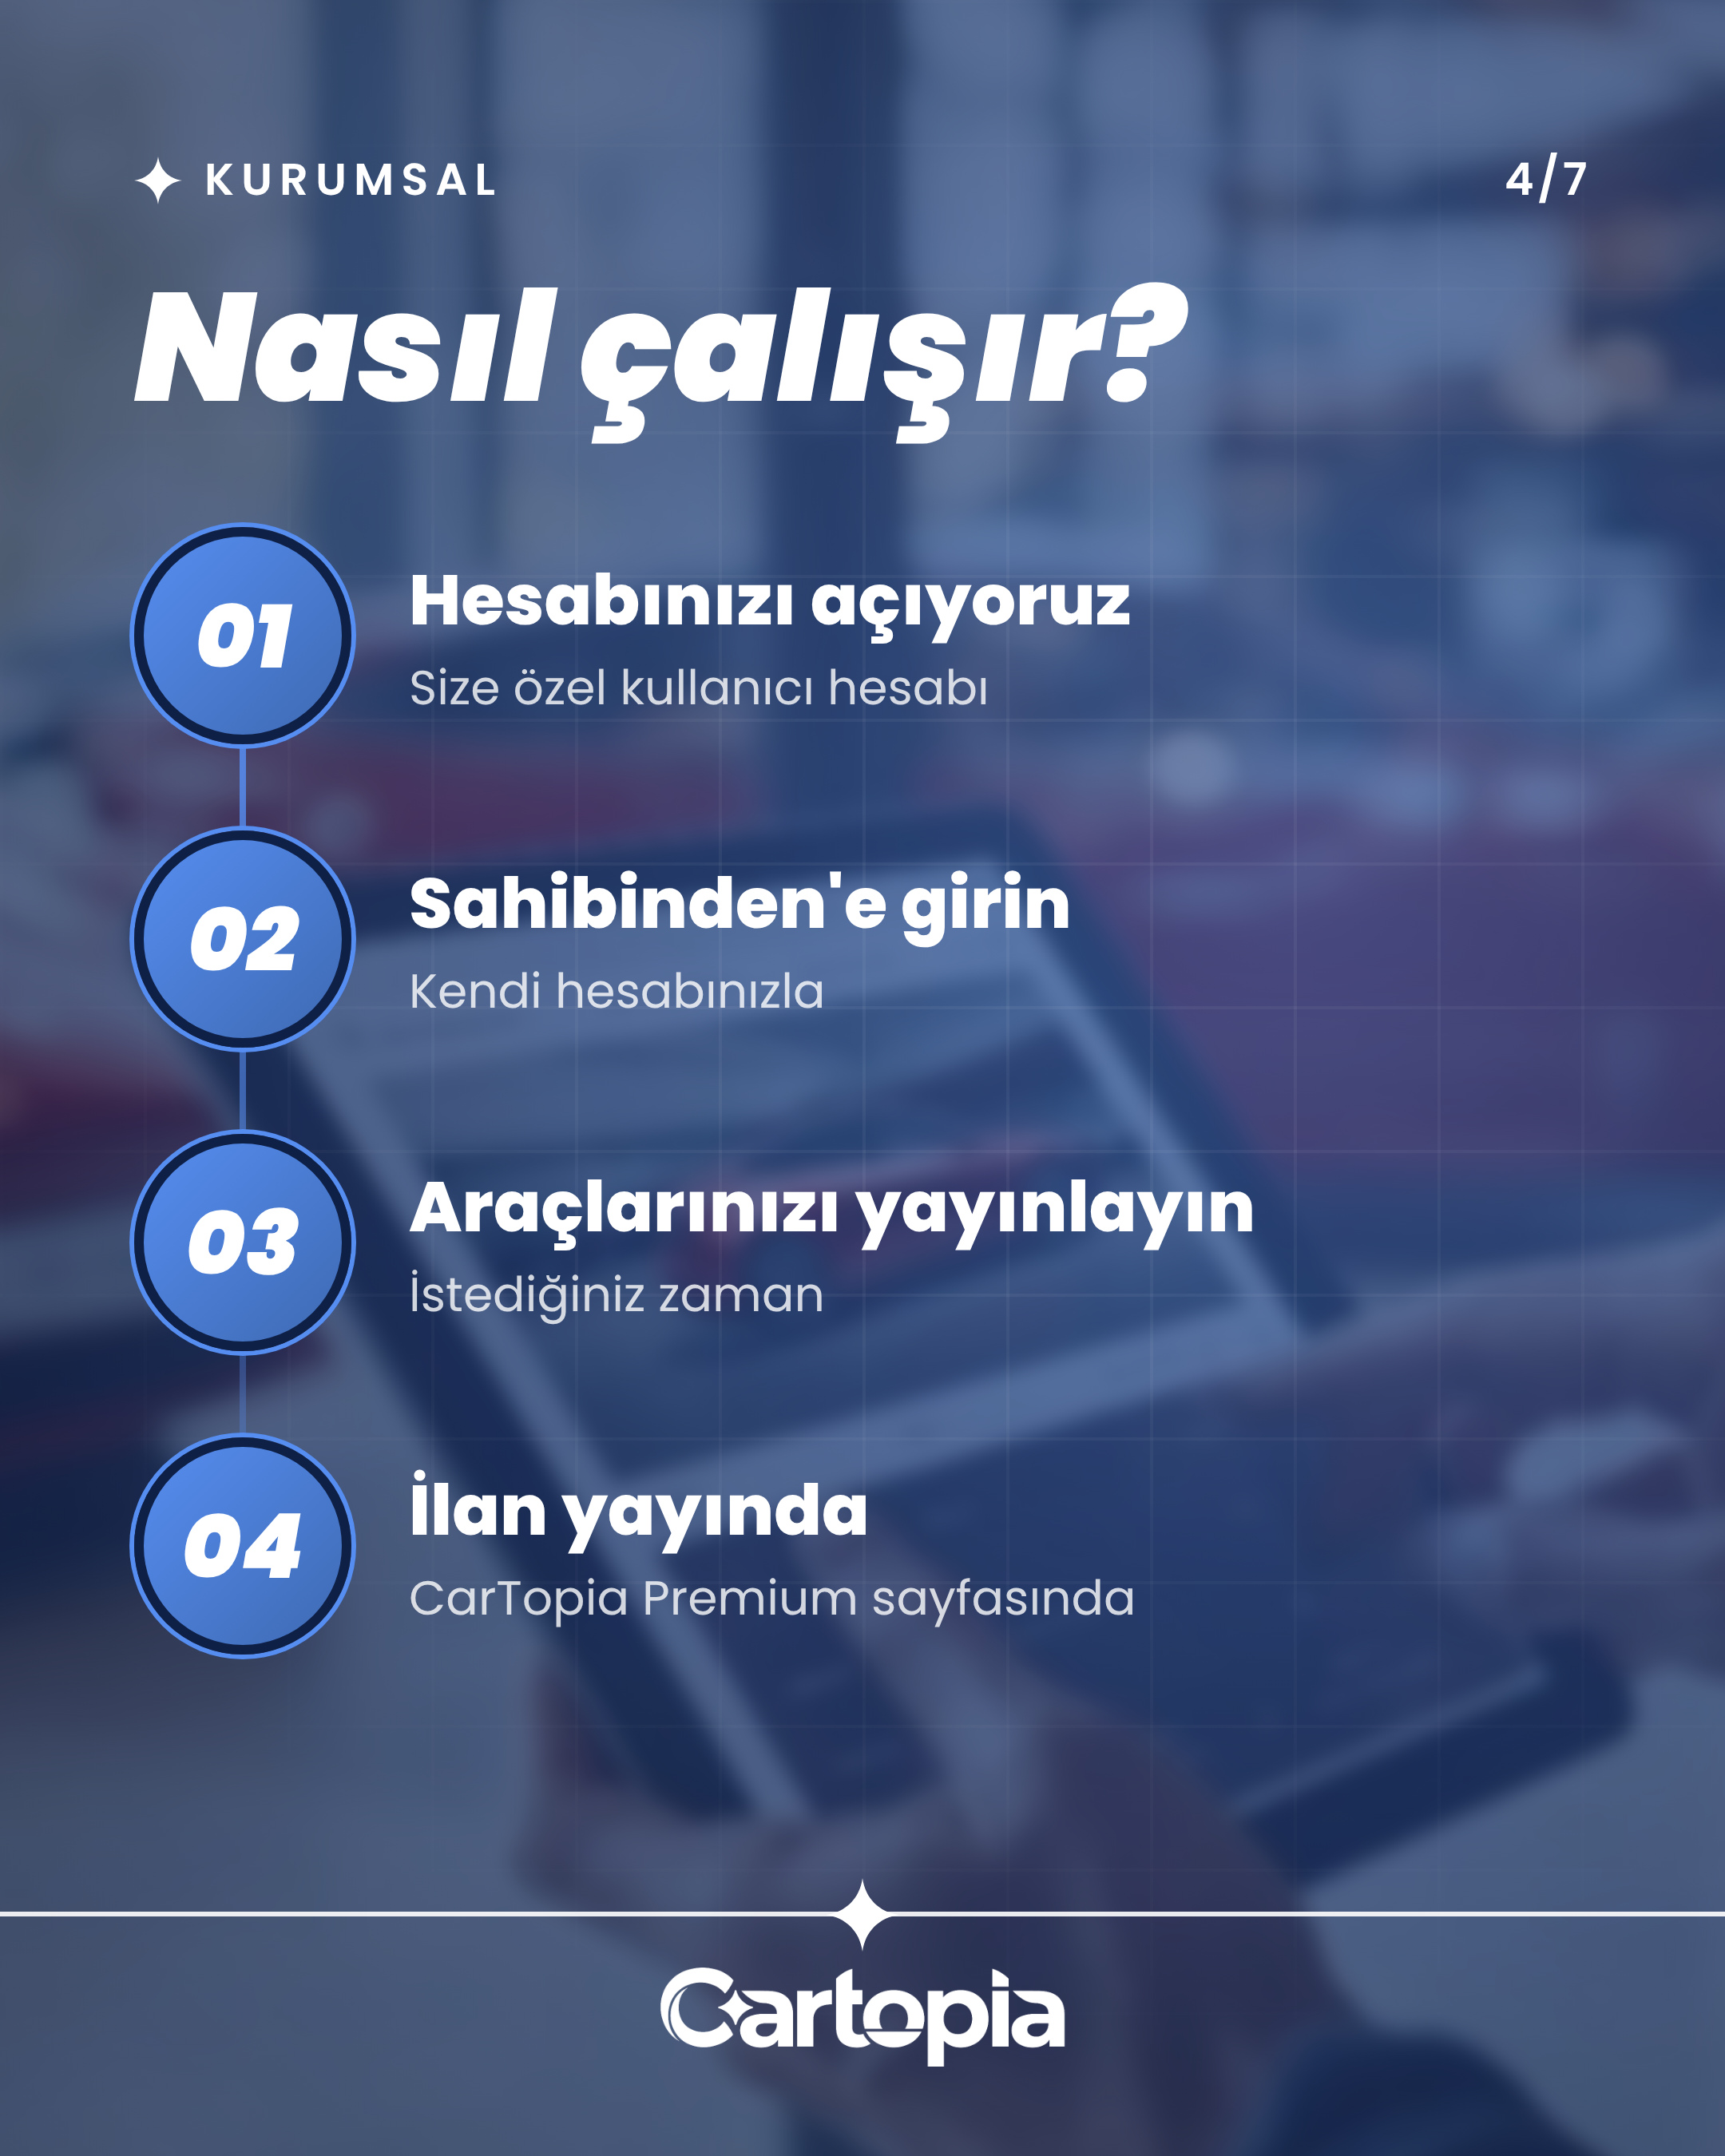 KURUMSAL
4/7
Nasıl çalışır?
01
Hesabınızı açıyoruz
Size özel kullanıcı hesabı
02
Sahibinden'e girin
Kendi hesabınızla
03
Araçlarınızı yayınlayın
İstediğiniz zaman
04
İlan yayında
CarTopia Premium sayfasında
Cartopia